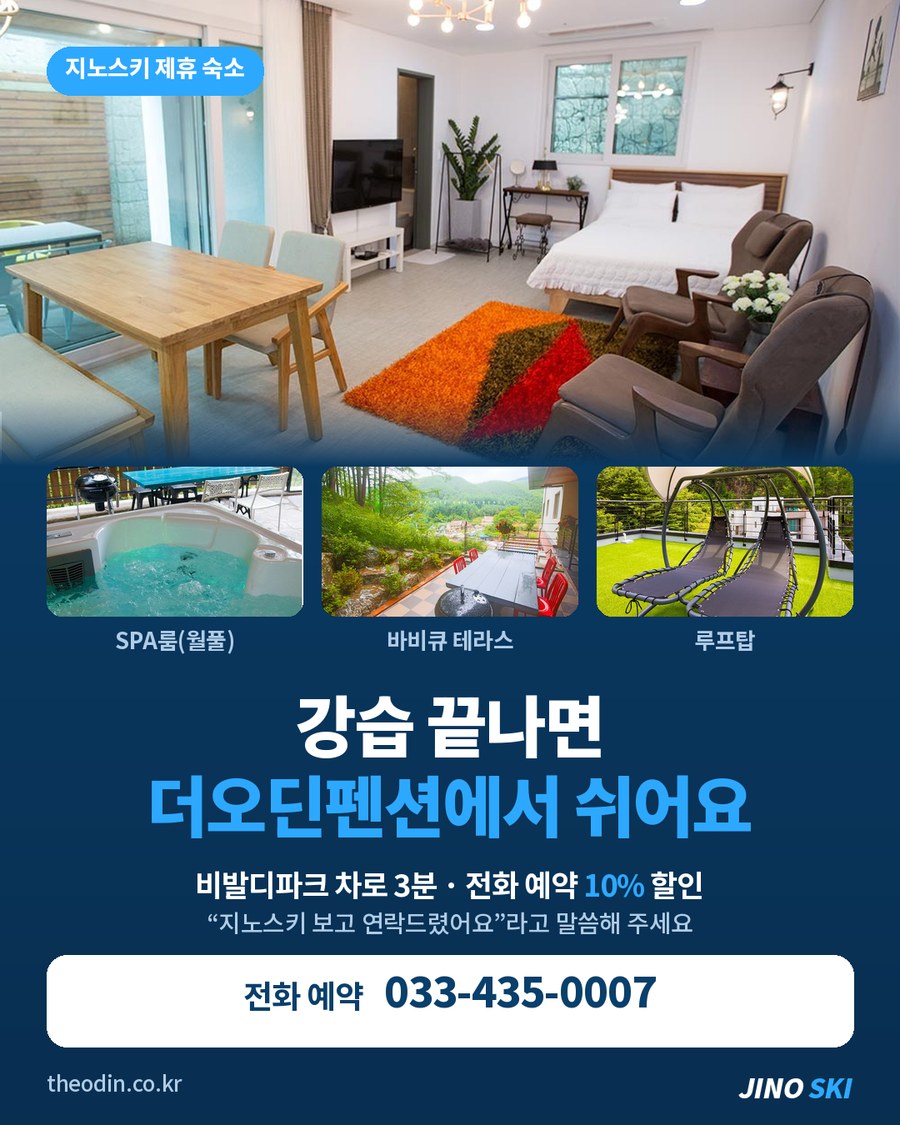 지노스키 제휴 숙소
SPA룸(월풀)
바비큐 테라스
루프탑
강습 끝나면
더오딘펜션에서 쉬어요
비발디파크 차로 3분 · 전화 예약 10% 할인
“지노스키 보고 연락드렸어요”라고 말씀해 주세요
전화 예약 033-435-0007
theodin.co.kr
JINO SKI